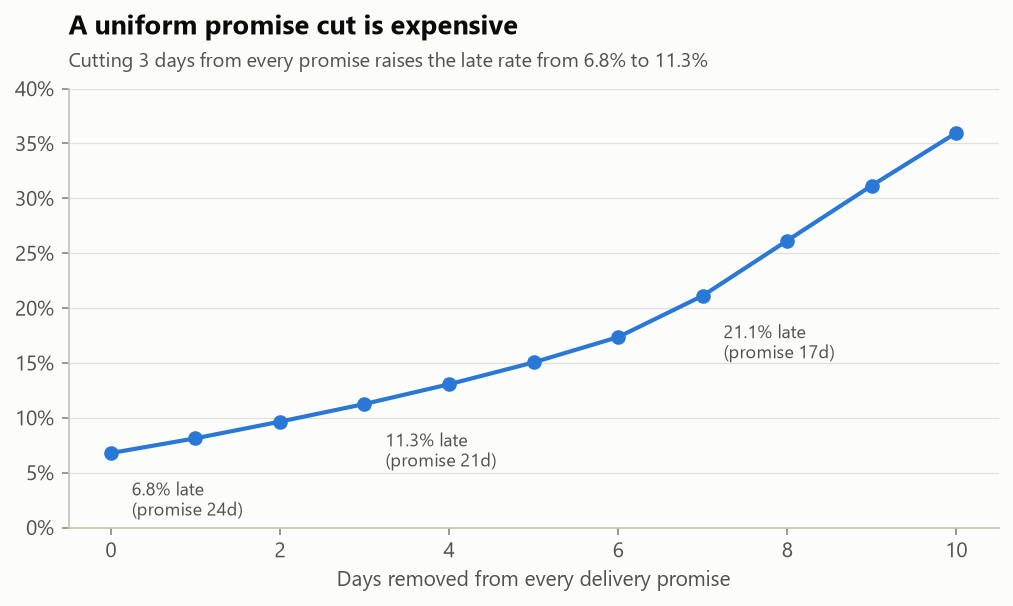 A uniform promise cut is expensive
Cutting 3 days from every promise raises the late rate from 6.8% to 11.3%
40%
35%
30%
25%
20%
15%
10%
5%
0%
21.1% late
(promise 17d)
11.3% late
(promise 21d)
6.8% late
(promise 24d)
0
2
4
6
8
10
Days removed from every delivery promise